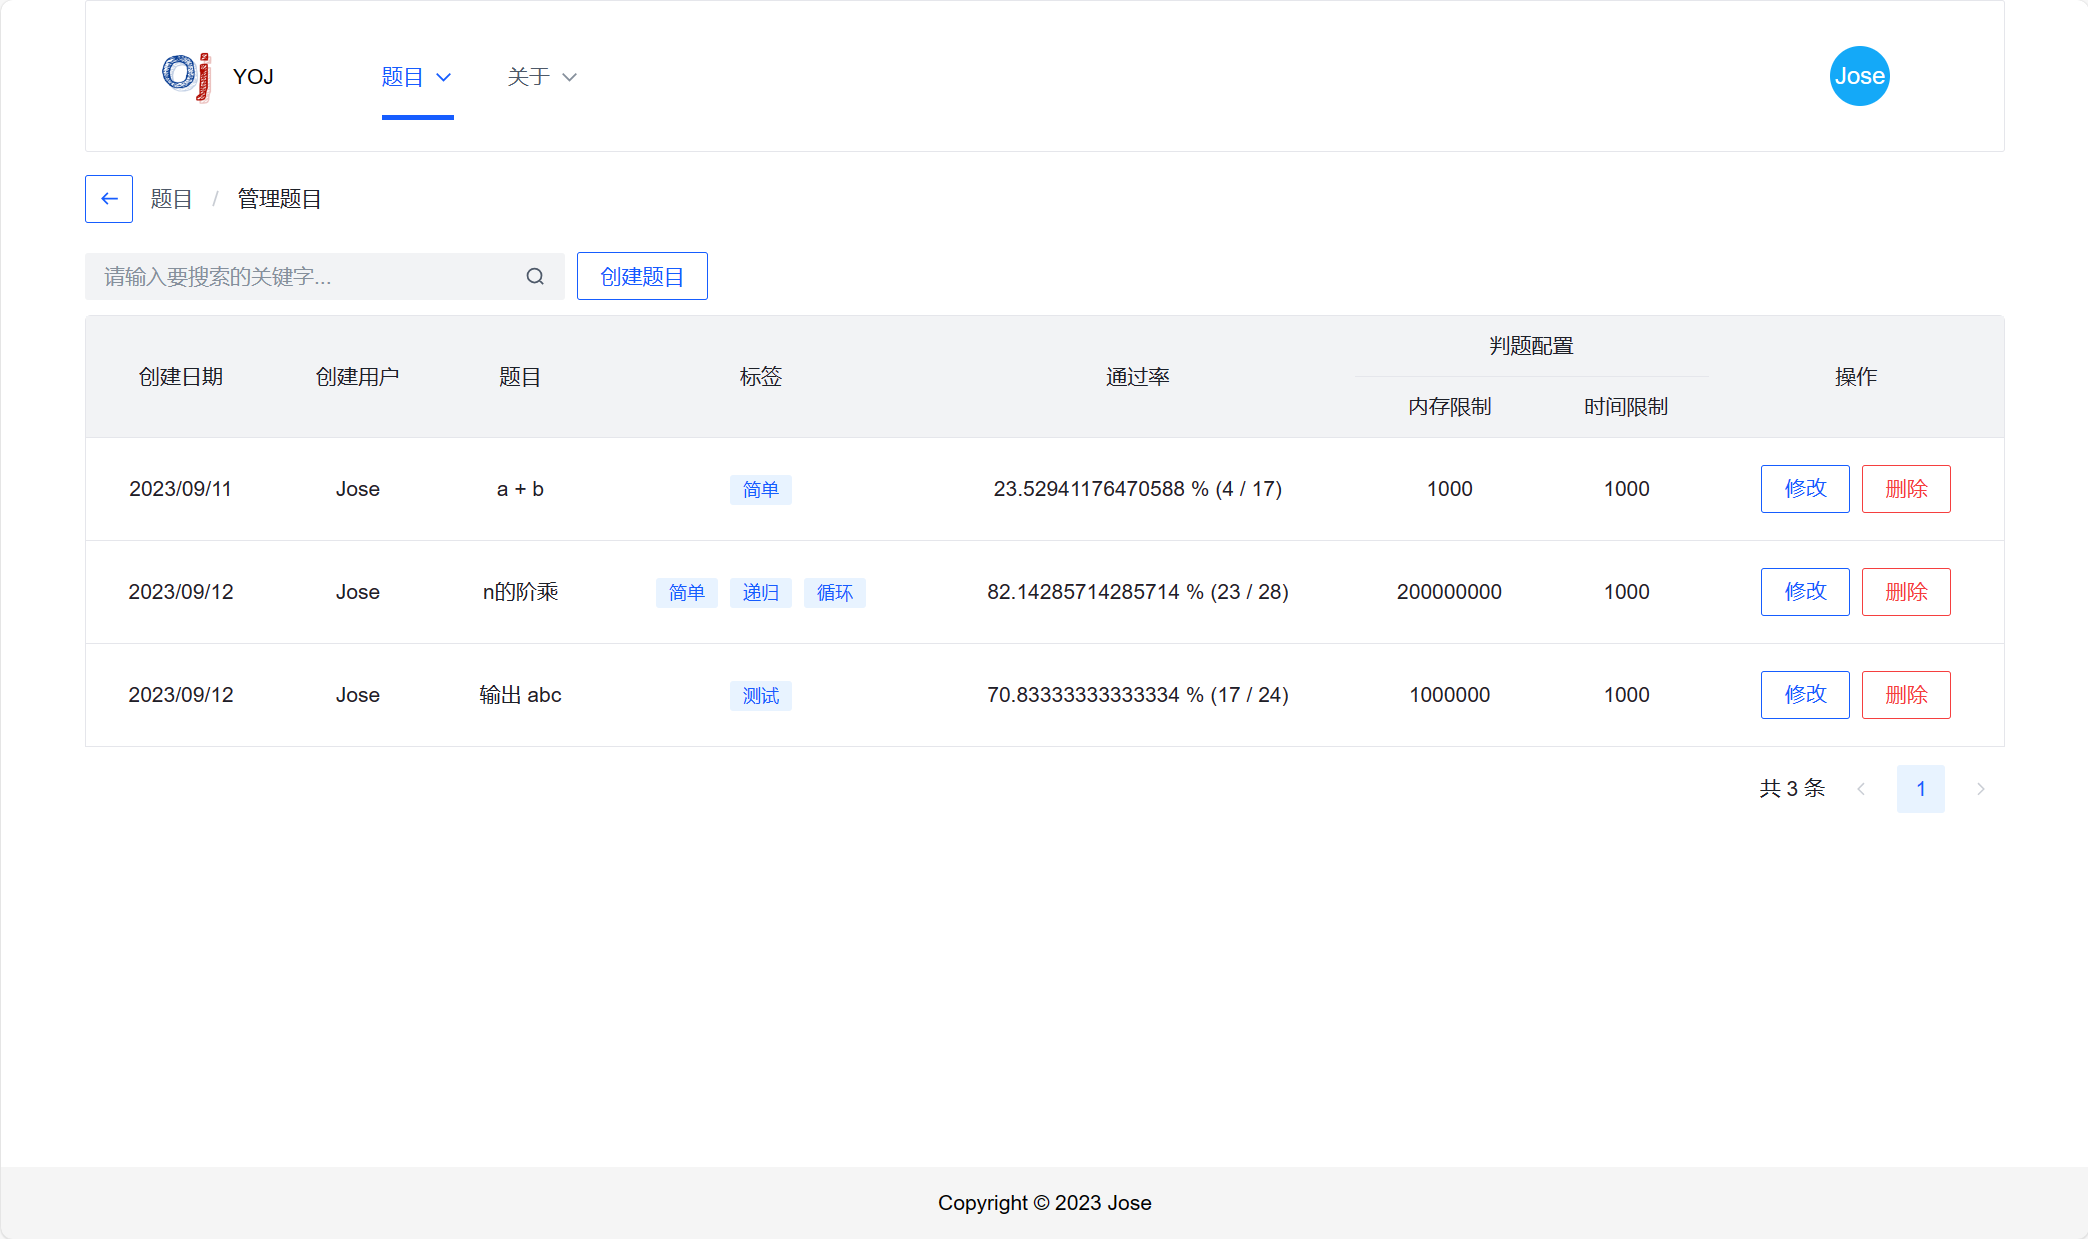 Oj YOJ 题目 关于 Jose
题目 / 管理题目
请输入要搜索的关键字... 创建题目
创建日期 创建用户 题目 标签 通过率 判题配置 操作
内存限制 时间限制
2023/09/11 Jose a + b 简单 23.52941176470588 % (4 / 17) 1000 1000 修改 删除
2023/09/12 Jose n的阶乘 简单 递归 循环 82.14285714285714 % (23 / 28) 200000000 1000 修改 删除
2023/09/12 Jose 输出 abc 测试 70.83333333333334 % (17 / 24) 1000000 1000 修改 删除
共 3 条 1
Copyright © 2023 Jose